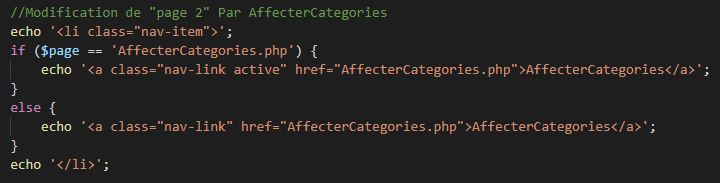 //Modification de "page 2" Par AffecterCategories
echo '<li class="nav-item">';
if ($page == 'AffecterCategories.php') {
    echo '<a class="nav-link active" href="AffecterCategories.php">AffecterCategories</a>';
}
else {
    echo '<a class="nav-link" href="AffecterCategories.php">AffecterCategories</a>';
}
echo '</li>';